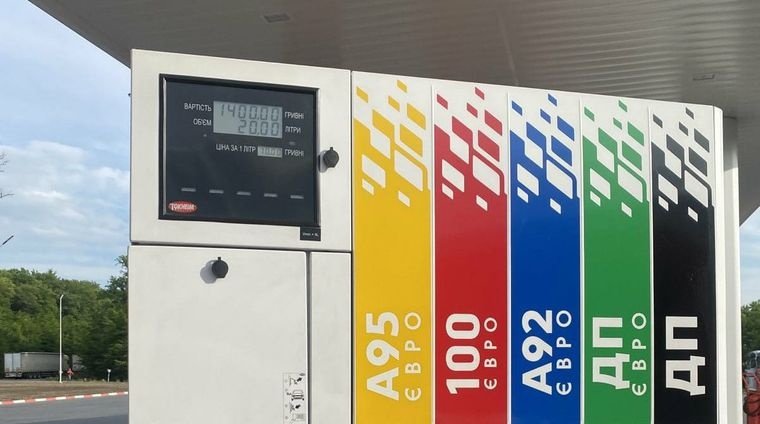 ВАРТІСТЬ 1400.00 ГРИВНІ
ОБ'ЄМ 20.00 ЛІТРИ
ЦІНА ЗА 1 ЛІТР ГРИВНІ
TOKHEIM
А95 ЄВРО
100 ЄВРО
А92 ЄВРО
ДП ЄВРО
ДП